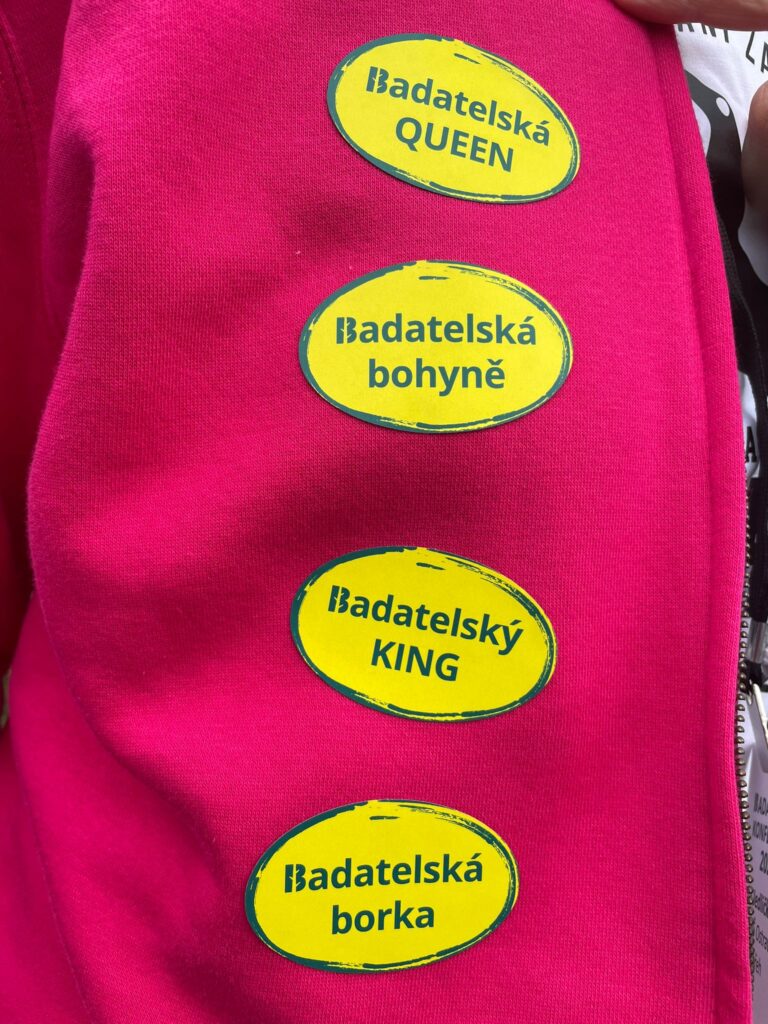 Badatelská
QUEEN
Badatelská
bohyně
Badatelský
KING
Badatelská
borka